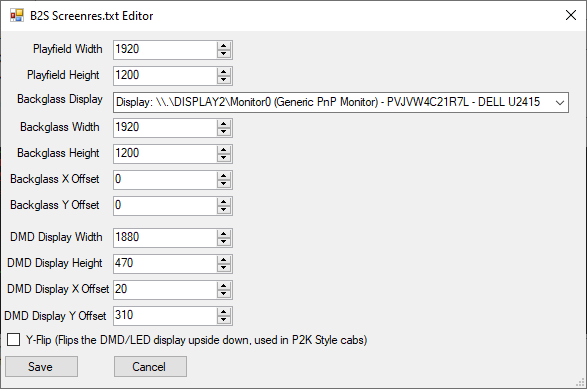 B2S Screenres.txt Editor
Playfield Width 1920
Playfield Height 1200
Backglass Display Display: \\.\DISPLAY2\Monitor0 (Generic PnP Monitor) - PVJVW4C21R7L - DELL U2415
Backglass Width 1920
Backglass Height 1200
Backglass X Offset 0
Backglass Y Offset 0
DMD Display Width 1880
DMD Display Height 470
DMD Display X Offset 20
DMD Display Y Offset 310
Y-Flip (Flips the DMD/LED display upside down, used in P2K Style cabs)
Save Cancel